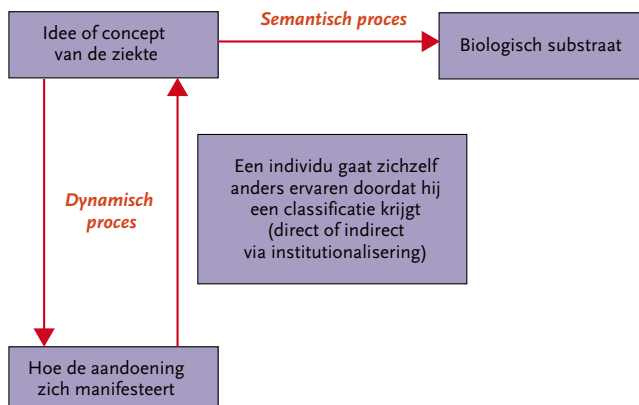 Idee of concept
van de ziekte
Semantisch proces
Biologisch substraat
Dynamisch
proces
Een individu gaat zichzelf
anders ervaren doordat hij
een classificatie krijgt
(direct of indirect
via institutionalisering)
Hoe de aandoening
zich manifesteert